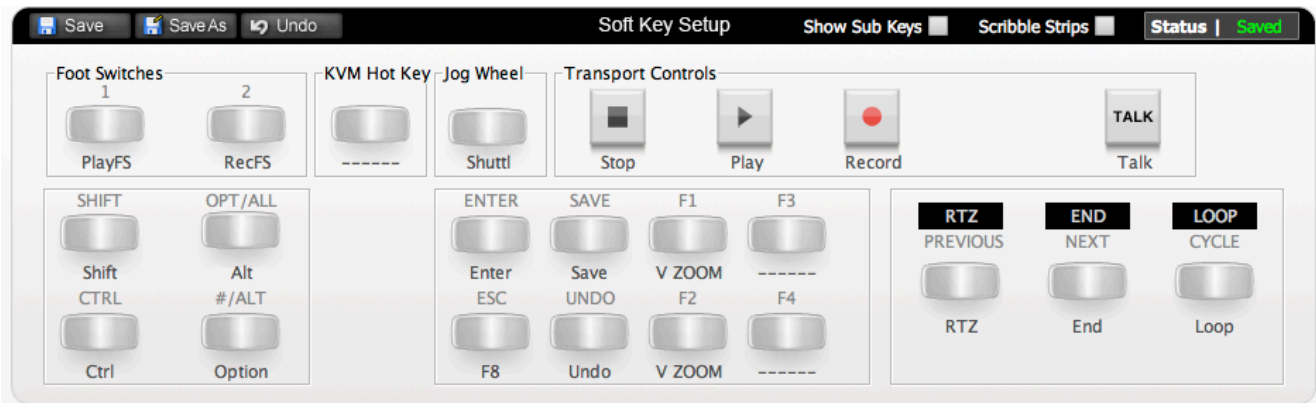 Save Save As Undo Soft Key Setup Show Sub Keys Scribble Strips Status | Saved
Foot Switches KVM Hot Key Jog Wheel Transport Controls
1 2
TALK
PlayFS RecFS ------ Shuttl Stop Play Record Talk
SHIFT OPT/ALL ENTER SAVE F1 F3
RTZ END LOOP
PREVIOUS NEXT CYCLE
Shift Alt Enter Save V ZOOM ------
CTRL #/ALT ESC UNDO F2 F4
RTZ End Loop
Ctrl Option F8 Undo V ZOOM ------